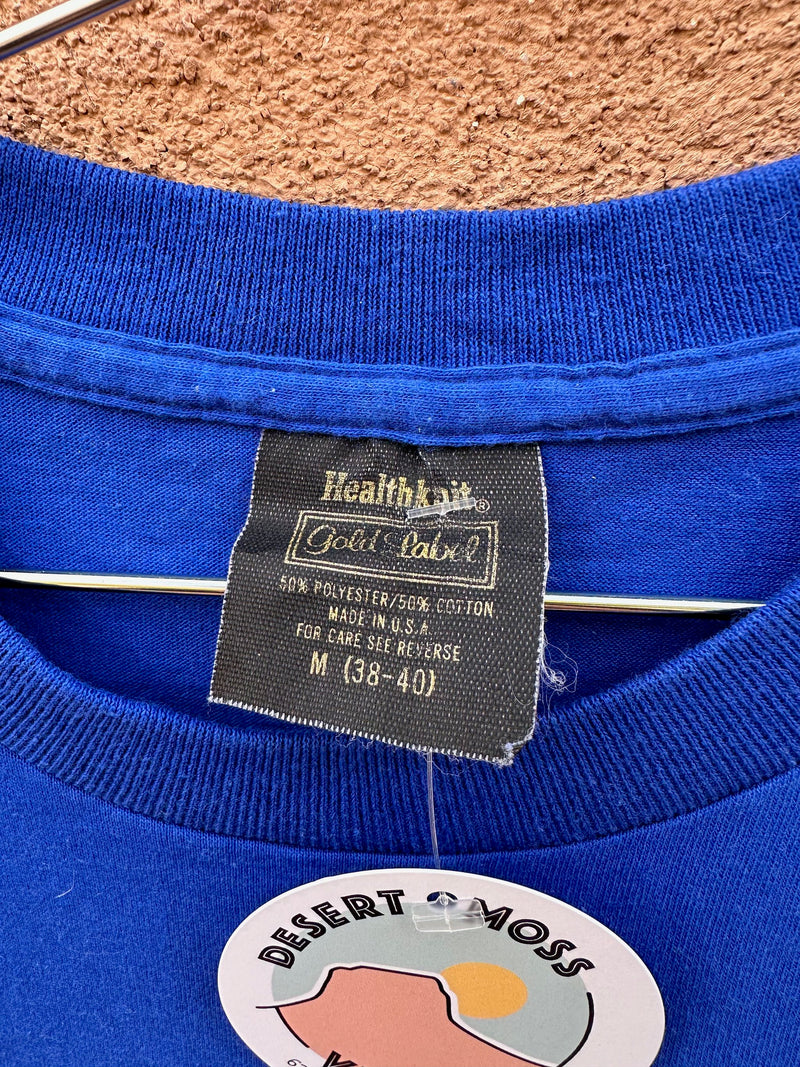 Healthknit®
Gold Label
50% POLYESTER/50% COTTON
MADE IN U.S.A.
FOR CARE SEE REVERSE
M (38-40)
DESERT MOSS